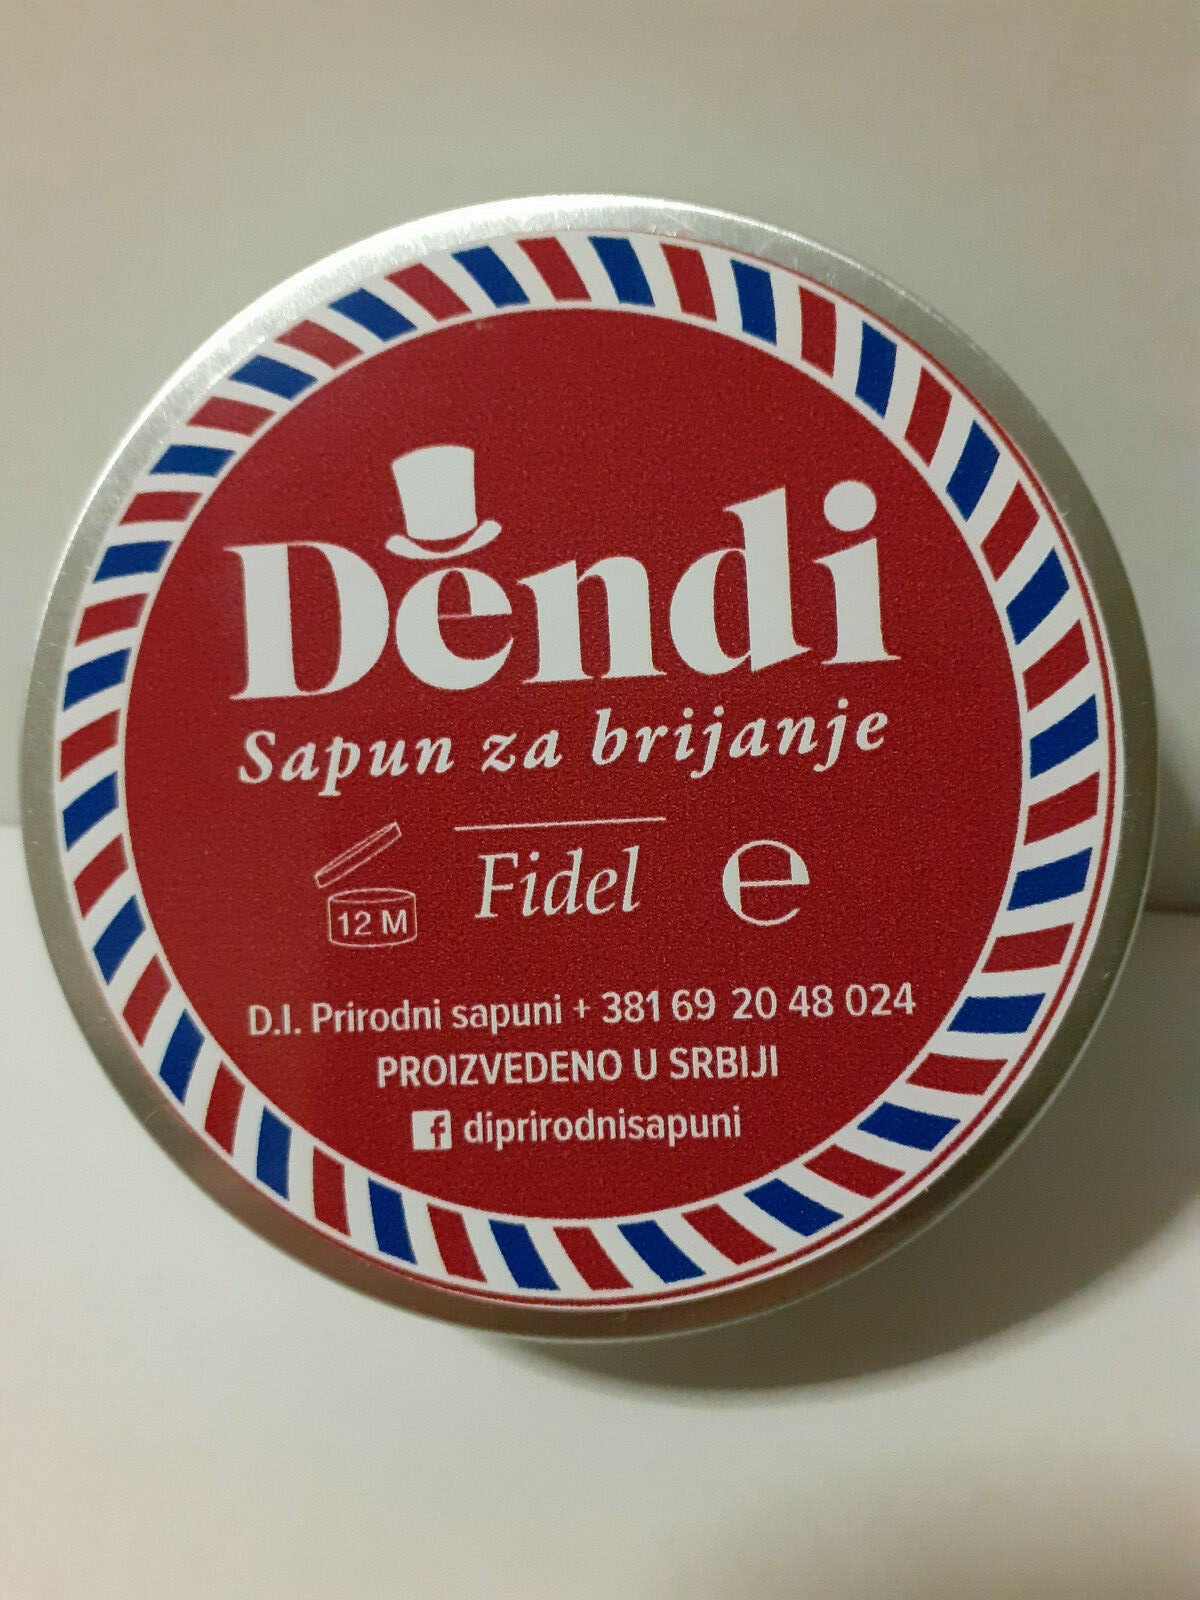 Dendi
Sapun za brijanje
12 M
Fidel
e
D.I. Prirodni sapuni + 381 69 20 48 024
PROIZVEDENO U SRBIJI
f diprirodnisapuni